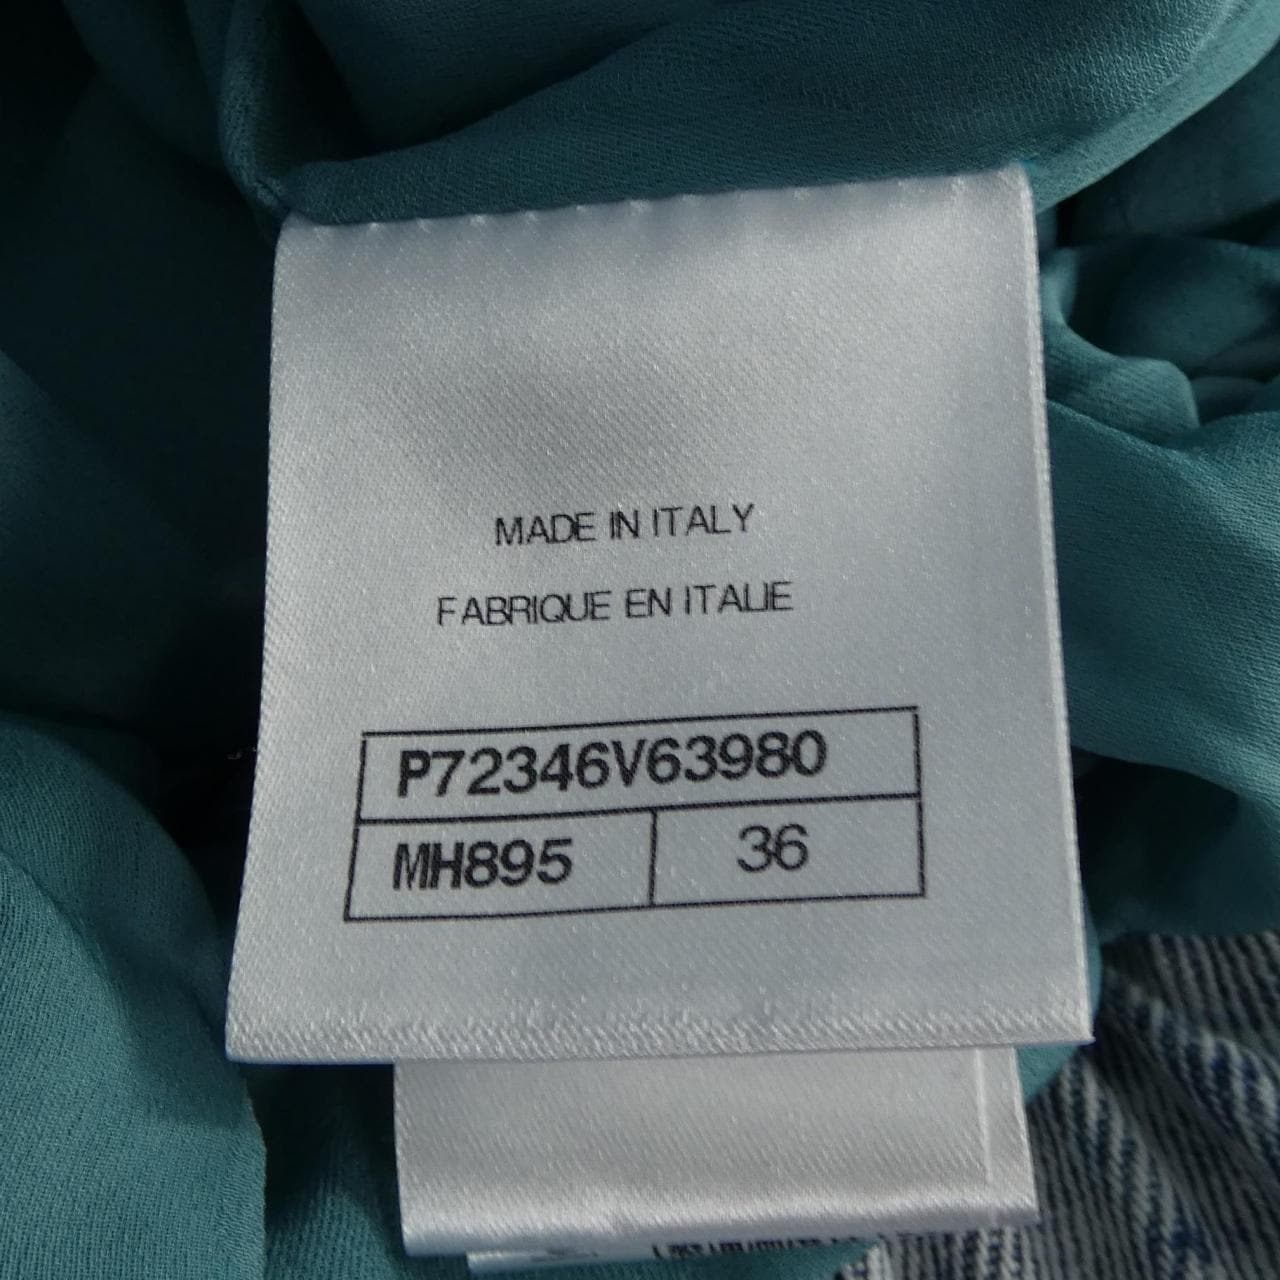 MADE IN ITALY
FABRIQUE EN ITALIE
P72346V63980
MH895 36